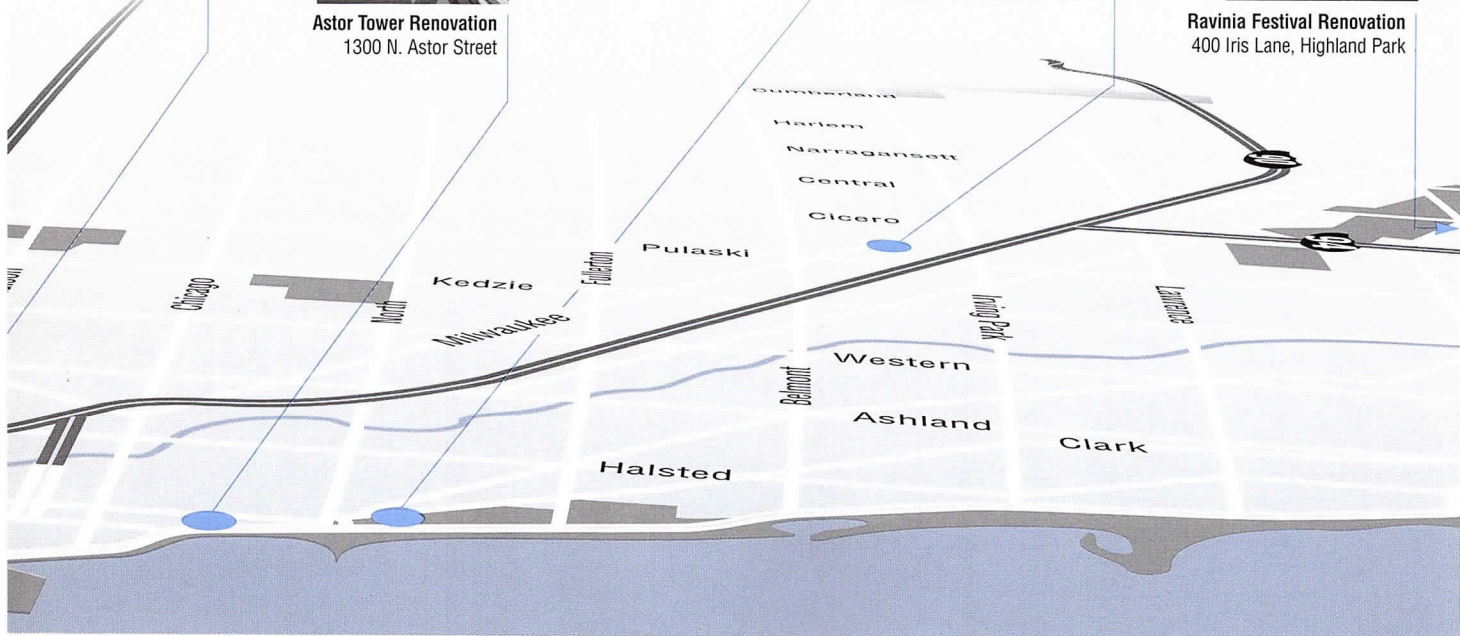 Astor Tower Renovation
1300 N. Astor Street
Ravinia Festival Renovation
400 Iris Lane, Highland Park
Cumberland
Harlem
Narragansett
Central
Cicero
Pulaski
Fullerton
Kedzie
Chicago
North
Milwaukee
Irving Park
Lawrence
Western
Belmont
Ashland
Clark
Halsted